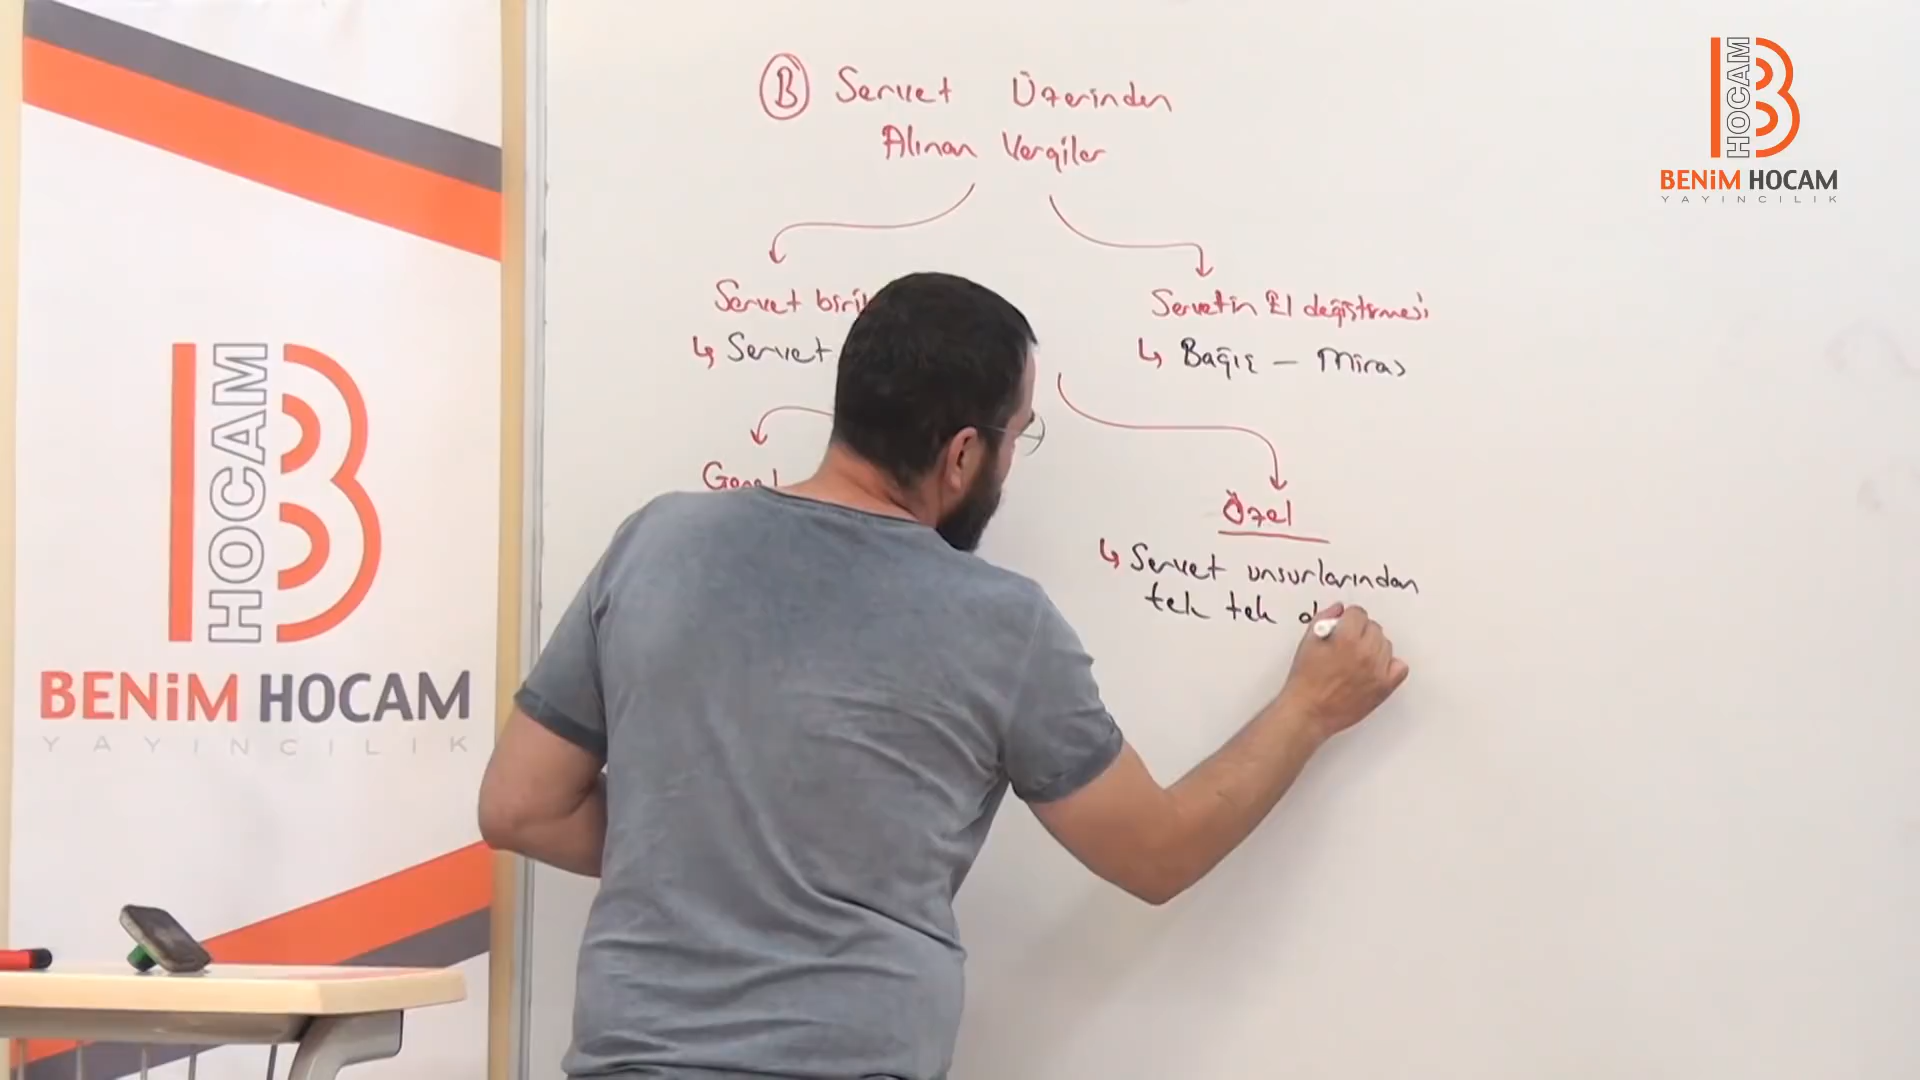 B Servet Üzerinden
Alınan Vergiler
Servet
Servetin El değiştirmesi
↳ Servet
↳ Bağış - Miras
Genel
Özel
↳ Servet unsurlarından
tek tek
HOCAM
BENiM HOCAM
YAYINCILIK
HOCAM
BENiM HOCAM
YAYINCILIK